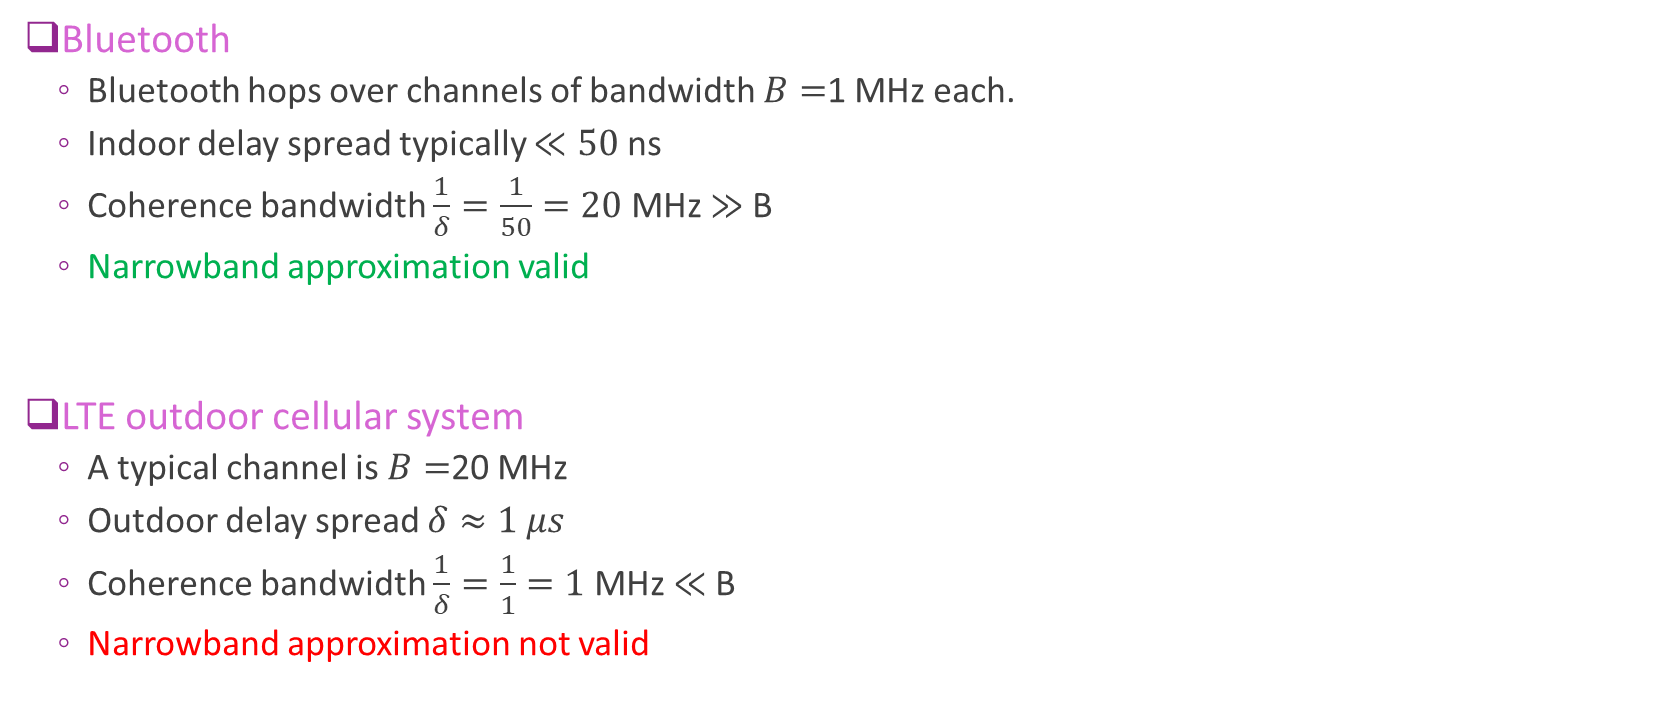 ❑Bluetooth
◦ Bluetooth hops over channels of bandwidth B =1 MHz each.
◦ Indoor delay spread typically ≪ 50 ns
◦ Coherence bandwidth 1/δ = 1/50 = 20 MHz ≫ B
◦ Narrowband approximation valid
❑LTE outdoor cellular system
◦ A typical channel is B =20 MHz
◦ Outdoor delay spread δ ≈ 1 μs
◦ Coherence bandwidth 1/δ = 1/1 = 1 MHz ≪ B
◦ Narrowband approximation not valid